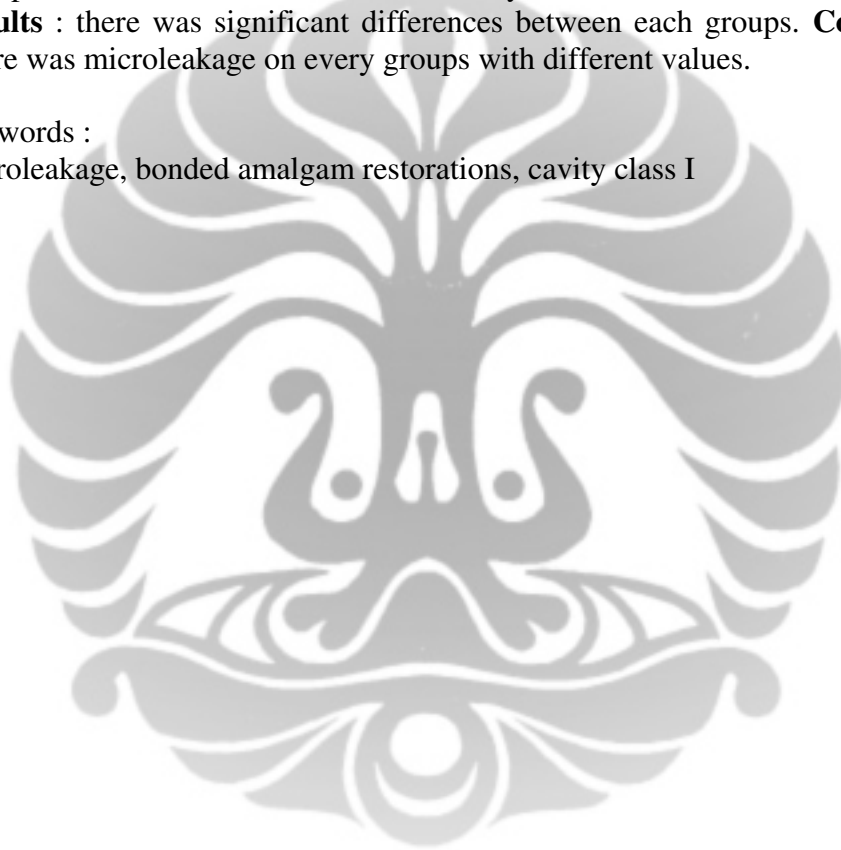 ults : there was significant differences between each groups. Co
re was microleakage on every groups with different values.
words :
roleakage, bonded amalgam restorations, cavity class I